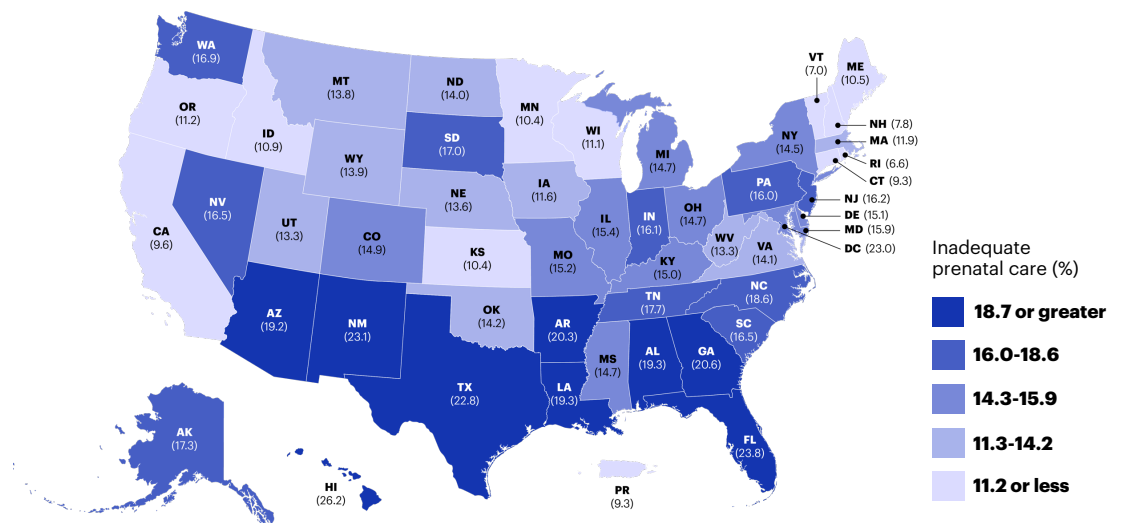 WA
(16.9)
OR
(11.2)
CA
(9.6)
ID
(10.9)
NV
(16.5)
MT
(13.8)
WY
(13.9)
UT
(13.3)
AZ
(19.2)
CO
(14.9)
NM
(23.1)
ND
(14.0)
SD
(17.0)
NE
(13.6)
KS
(10.4)
OK
(14.2)
TX
(22.8)
MN
(10.4)
IA
(11.6)
MO
(15.2)
AR
(20.3)
LA
(19.3)
WI
(11.1)
IL
(15.4)
MI
(14.7)
IN
(16.1)
OH
(14.7)
KY
(15.0)
TN
(17.7)
MS
(14.7)
AL
(19.3)
GA
(20.6)
FL
(23.8)
SC
(16.5)
NC
(18.6)
WV
(13.3)
VA
(14.1)
PA
(16.0)
NY
(14.5)
VT
(7.0)
ME
(10.5)
NH (7.8)
MA (11.9)
RI (6.6)
CT (9.3)
NJ (16.2)
DE (15.1)
MD (15.9)
DC (23.0)
AK
(17.3)
HI
(26.2)
PR
(9.3)
Inadequate
prenatal care (%)
18.7 or greater
16.0-18.6
14.3-15.9
11.3-14.2
11.2 or less